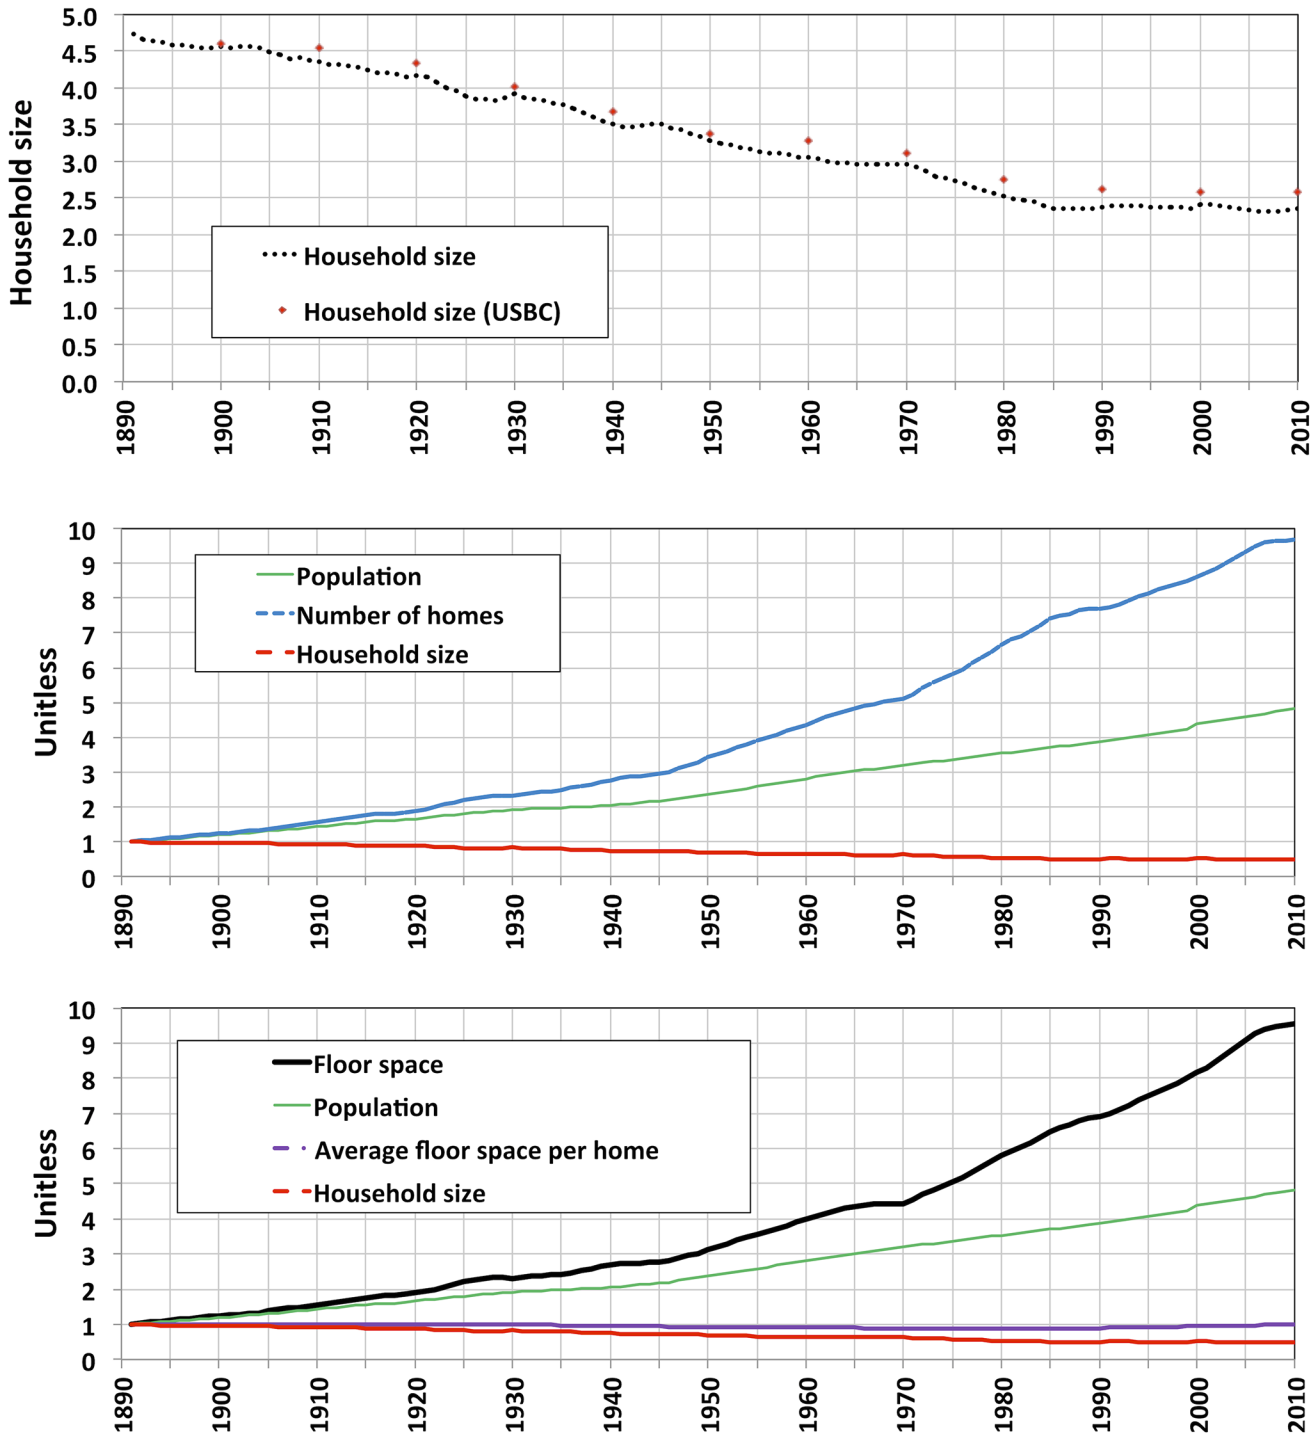 5.0
4.5
4.0
3.5
3.0
2.5
2.0
1.5
1.0
0.5
0.0
Household size
Household size
Household size (USBC)
1890 1900 1910 1920 1930 1940 1950 1960 1970 1980 1990 2000 2010
10
9
8
7
6
5
4
3
2
1
0
Unitless
Population
Number of homes
Household size
1890 1900 1910 1920 1930 1940 1950 1960 1970 1980 1990 2000 2010
10
9
8
7
6
5
4
3
2
1
0
Unitless
Floor space
Population
Average floor space per home
Household size
1890 1900 1910 1920 1930 1940 1950 1960 1970 1980 1990 2000 2010